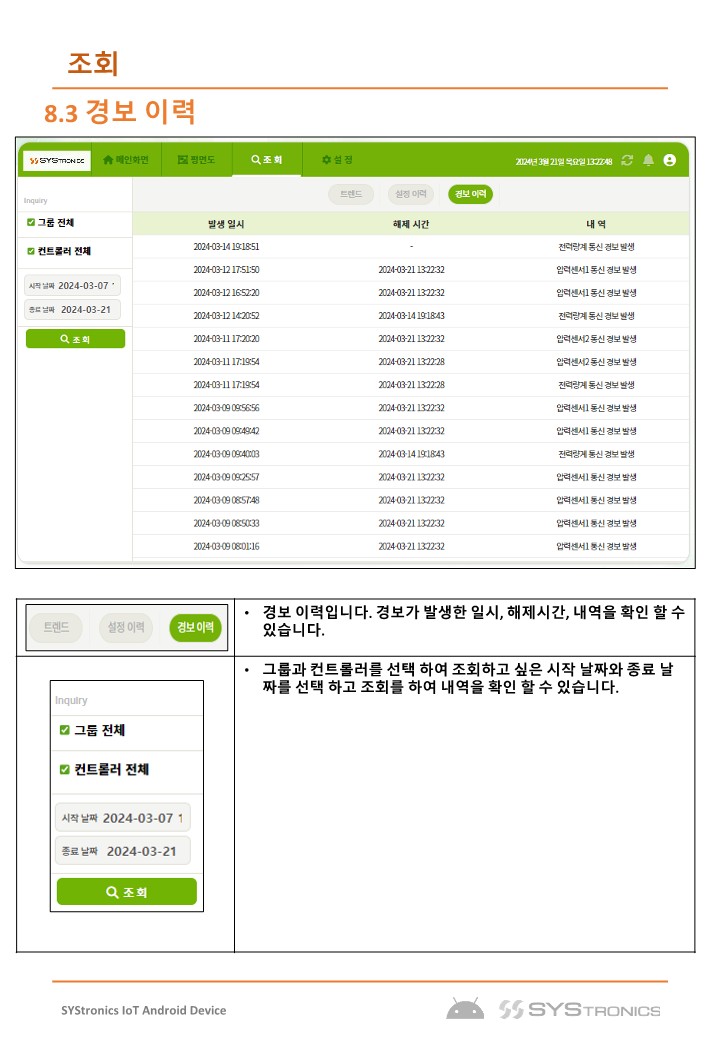 조회
8.3 경보 이력
SYSTRONICS 메인화면 평면도 조 회 설 정 2024년 3월 21일 목요일 13:22:48
Inquiry
그룹 전체
컨트롤러 전체
시작 날짜 2024-03-07
종료 날짜 2024-03-21
조 회
트렌드 설정 이력 경보 이력
발생 일시 해제 시간 내 역
2024-03-14 19:18:51 - 전력량계 통신 경보 발생
2024-03-12 17:51:50 2024-03-21 13:22:32 압력센서1 통신 경보 발생
2024-03-12 16:52:20 2024-03-21 13:22:32 압력센서1 통신 경보 발생
2024-03-12 14:20:52 2024-03-14 19:18:43 전력량계 통신 경보 발생
2024-03-11 17:20:20 2024-03-21 13:22:32 압력센서2 통신 경보 발생
2024-03-11 17:19:54 2024-03-21 13:22:28 압력센서2 통신 경보 발생
2024-03-11 17:19:54 2024-03-21 13:22:28 전력량계 통신 경보 발생
2024-03-09 09:56:56 2024-03-21 13:22:32 압력센서1 통신 경보 발생
2024-03-09 09:49:42 2024-03-21 13:22:32 압력센서1 통신 경보 발생
2024-03-09 09:40:03 2024-03-14 19:18:43 전력량계 통신 경보 발생
2024-03-09 09:25:57 2024-03-21 13:22:32 압력센서1 통신 경보 발생
2024-03-09 08:57:48 2024-03-21 13:22:32 압력센서1 통신 경보 발생
2024-03-09 08:50:33 2024-03-21 13:22:32 압력센서1 통신 경보 발생
2024-03-09 08:01:16 2024-03-21 13:22:32 압력센서1 통신 경보 발생
트렌드 설정 이력 경보 이력
• 경보 이력입니다. 경보가 발생한 일시, 해제시간, 내역을 확인 할 수
있습니다.
Inquiry
그룹 전체
컨트롤러 전체
시작 날짜 2024-03-07 1
종료 날짜 2024-03-21
조 회
• 그룹과 컨트롤러를 선택 하여 조회하고 싶은 시작 날짜와 종료 날
짜를 선택 하고 조회를 하여 내역을 확인 할 수 있습니다.
SYStronics IoT Android Device
SYSTRONICS